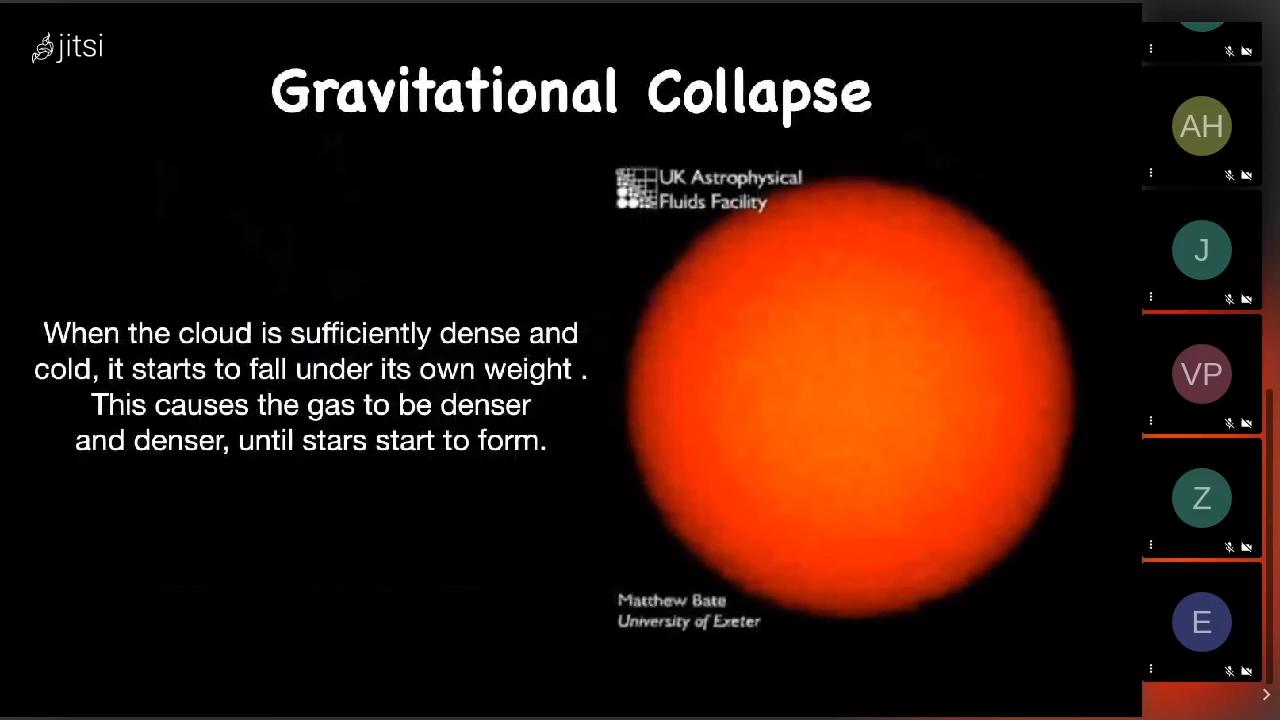 jitsi
Gravitational Collapse
UK Astrophysical
Fluids Facility
When the cloud is sufficiently dense and
cold, it starts to fall under its own weight .
This causes the gas to be denser
and denser, until stars start to form.
Matthew Bate
University of Exeter
AH
J
VP
Z
E